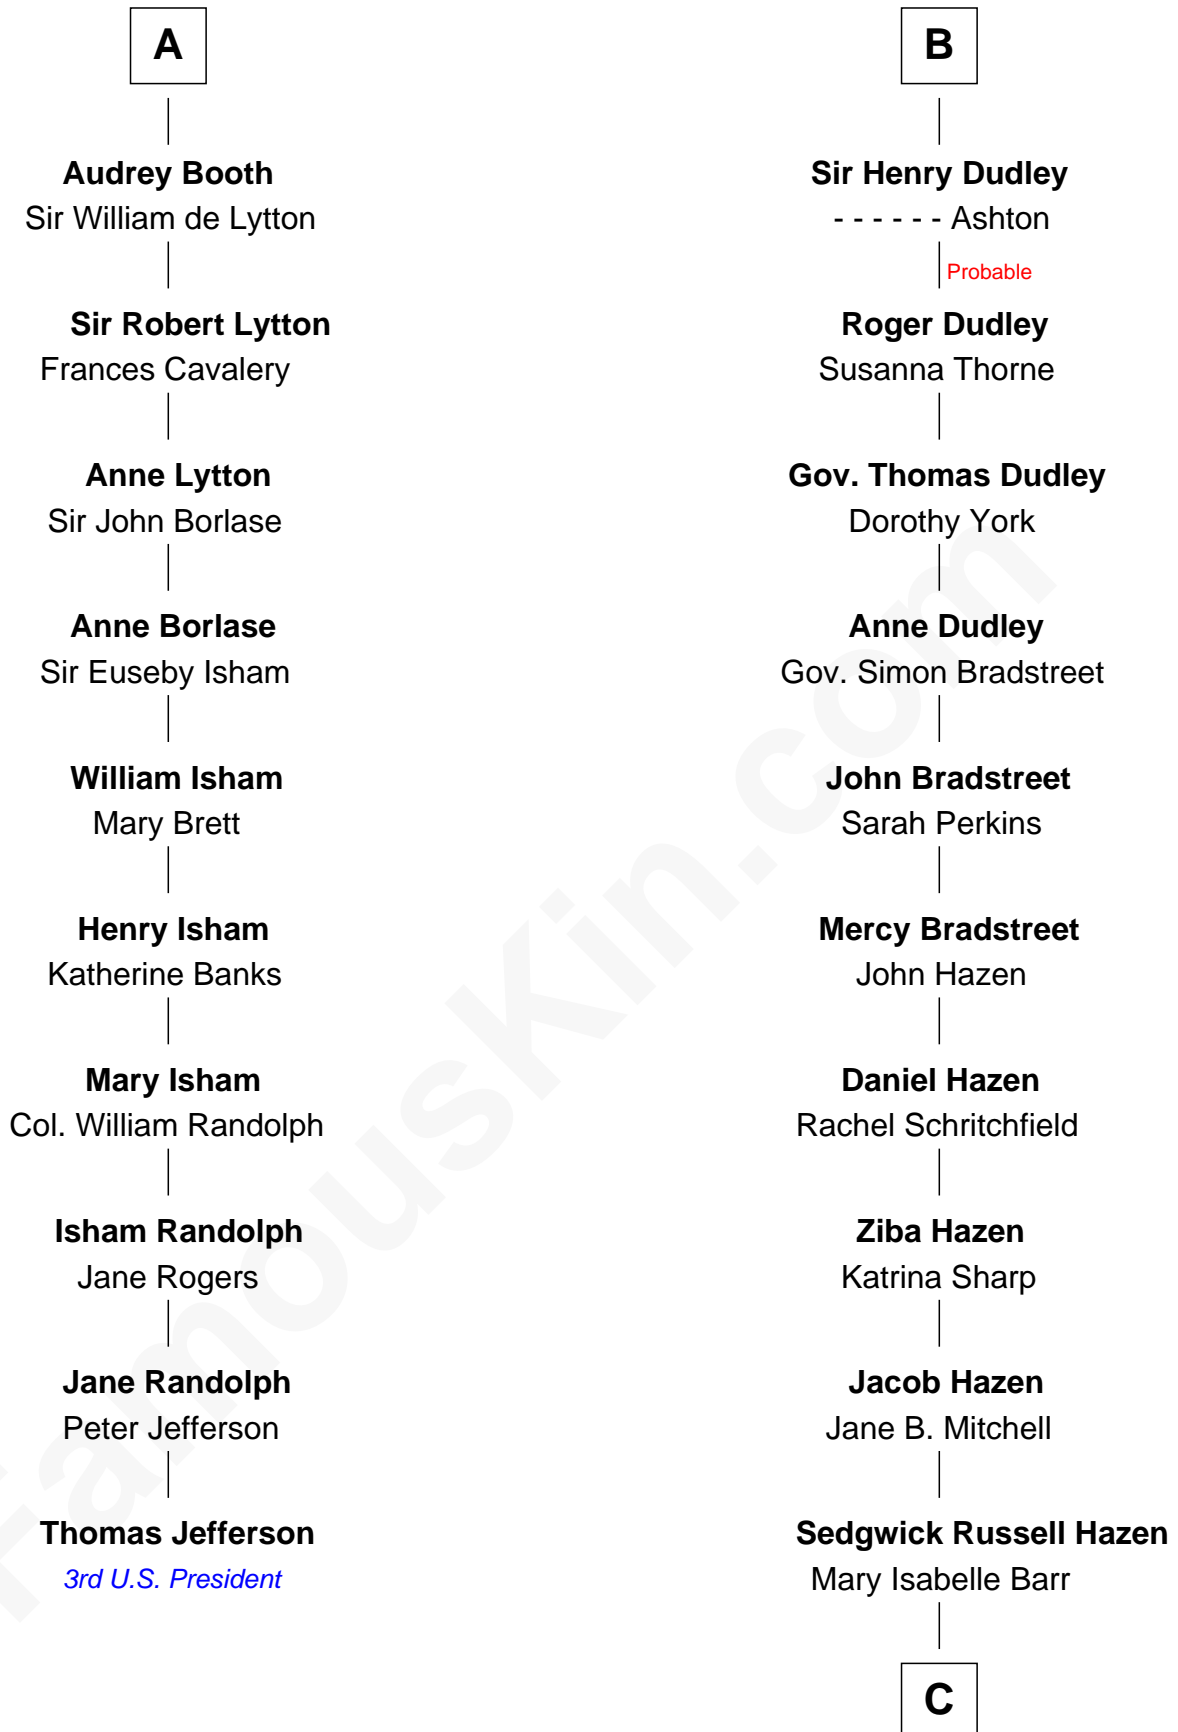 A
Audrey Booth
Sir William de Lytton
Sir Robert Lytton
Frances Cavalery
Anne Lytton
Sir John Borlase
Anne Borlase
Sir Euseby Isham
William Isham
Mary Brett
Henry Isham
Katherine Banks
Mary Isham
Col. William Randolph
Isham Randolph
Jane Rogers
Jane Randolph
Peter Jefferson
Thomas Jefferson
3rd U.S. President
B
Sir Henry Dudley
- - - - - - Ashton
Probable
Roger Dudley
Susanna Thorne
Gov. Thomas Dudley
Dorothy York
Anne Dudley
Gov. Simon Bradstreet
John Bradstreet
Sarah Perkins
Mercy Bradstreet
John Hazen
Daniel Hazen
Rachel Schritchfield
Ziba Hazen
Katrina Sharp
Jacob Hazen
Jane B. Mitchell
Sedgwick Russell Hazen
Mary Isabelle Barr
C
FamousKin.com